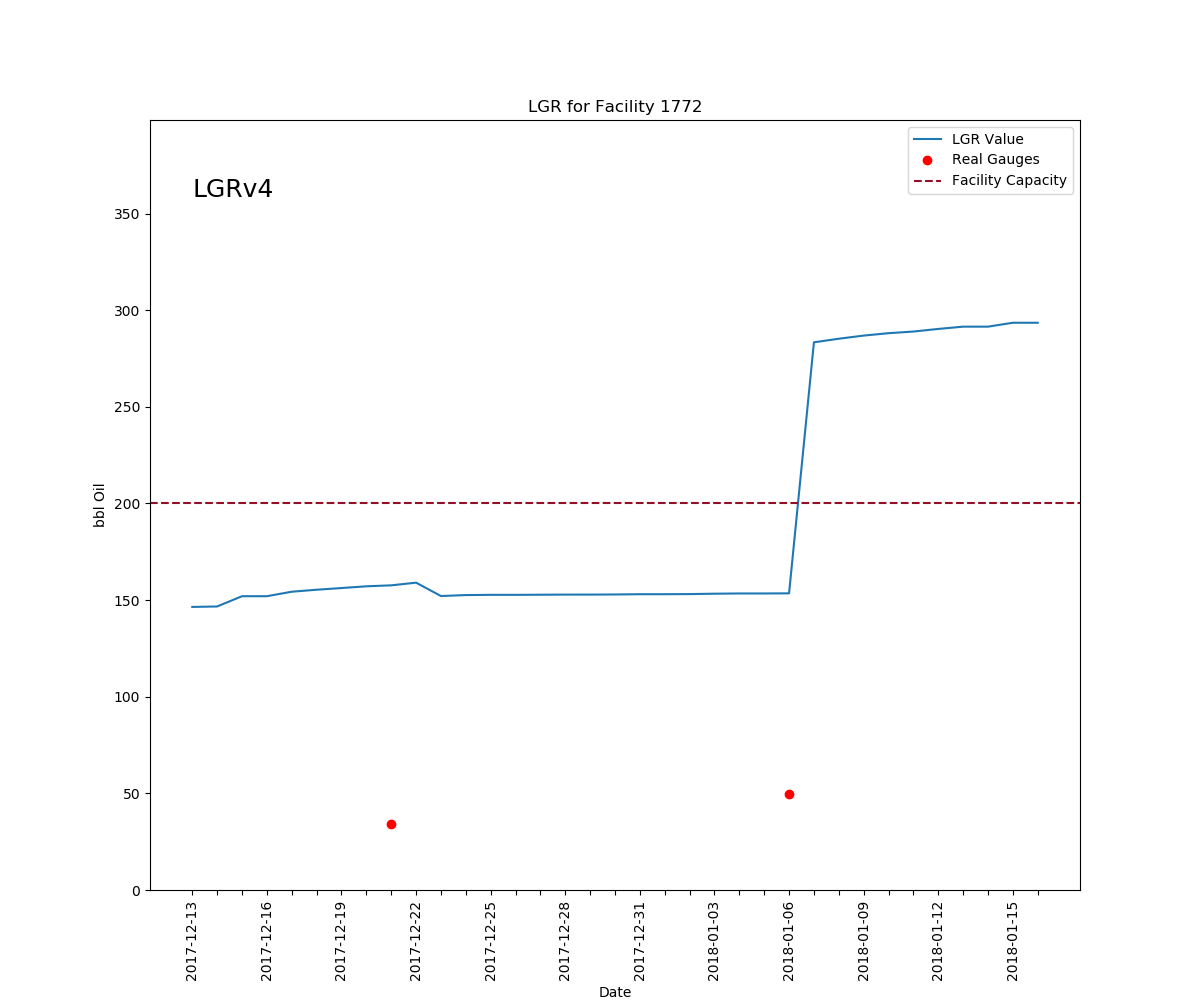 LGR for Facility 1772
LGRv4
LGR Value
Real Gauges
Facility Capacity
bbl Oil
350
300
250
200
150
100
50
0
2017-12-13
2017-12-16
2017-12-19
2017-12-22
2017-12-25
2017-12-28
2017-12-31
2018-01-03
2018-01-06
2018-01-09
2018-01-12
2018-01-15
Date